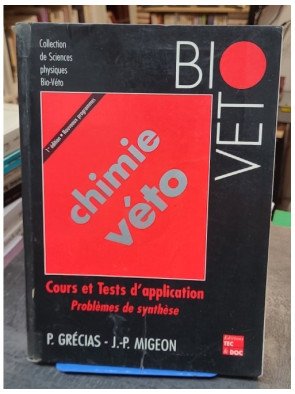 Collection
de Sciences
physiques
Bio-Véto
BIO
VETO
1re édition • Nouveaux programmes
chimie
véto
Cours et Tests d'application
Problèmes de synthèse
P. GRÉCIAS - J.-P. MIGEON
Editions
TEC
& DOC